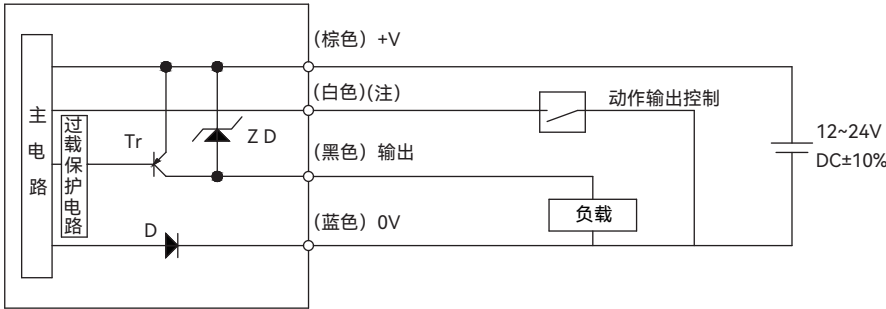 (棕色) +V
(白色)(注)
动作输出控制
主电路
过载保护电路
Tr
Z D
(黑色) 输出
12~24V
DC±10%
负载
(蓝色) 0V
D